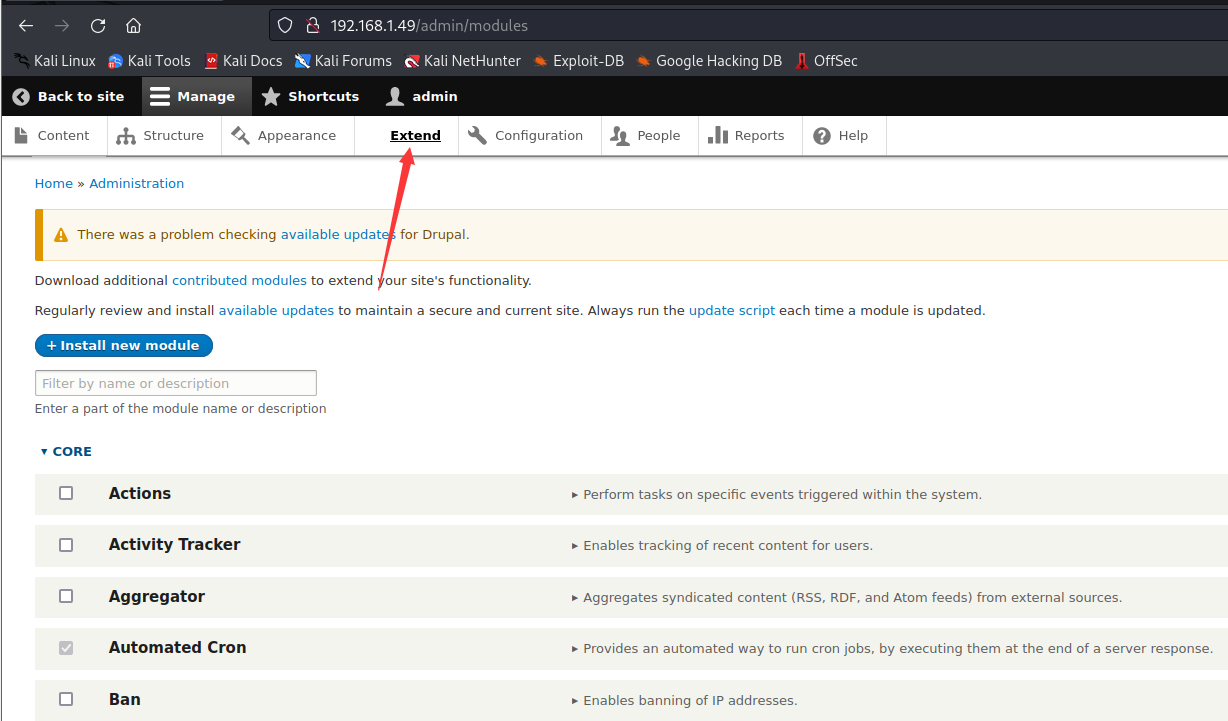 192.168.1.49/admin/modules
Kali Linux Kali Tools Kali Docs Kali Forums Kali NetHunter Exploit-DB Google Hacking DB OffSec
Back to site Manage Shortcuts admin
Content Structure Appearance Extend Configuration People Reports Help
Home » Administration
There was a problem checking available updates for Drupal.
Download additional contributed modules to extend your site's functionality.
Regularly review and install available updates to maintain a secure and current site. Always run the update script each time a module is updated.
+ Install new module
Filter by name or description
Enter a part of the module name or description
▾ CORE
Actions ▸ Perform tasks on specific events triggered within the system.
Activity Tracker ▸ Enables tracking of recent content for users.
Aggregator ▸ Aggregates syndicated content (RSS, RDF, and Atom feeds) from external sources.
Automated Cron ▸ Provides an automated way to run cron jobs, by executing them at the end of a server response.
Ban ▸ Enables banning of IP addresses.